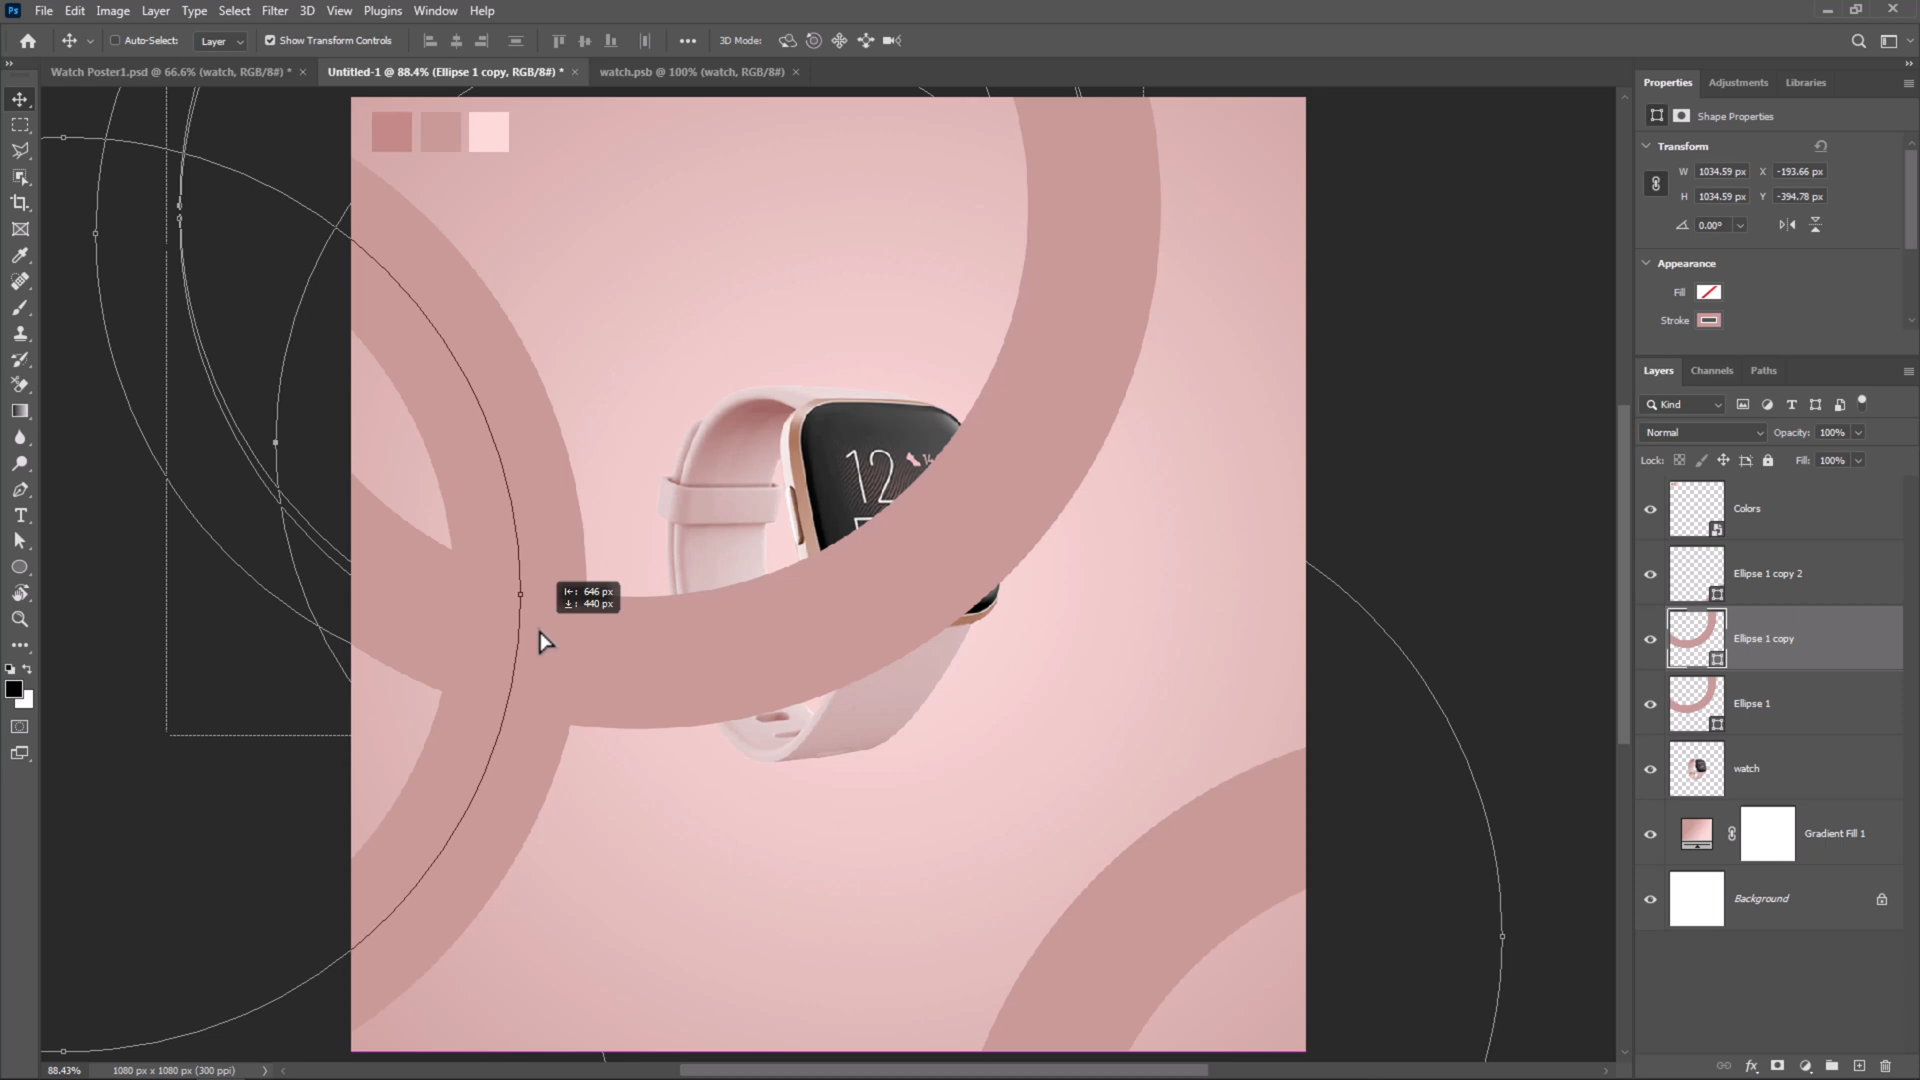 Ps File Edit Image Layer Type Select Filter 3D View Plugins Window Help
Auto-Select: Layer Show Transform Controls 3D Mode:
Watch Poster1.psd @ 66.6% (watch, RGB/8#) * Untitled-1 @ 88.4% (Ellipse 1 copy, RGB/8#) * watch.psb @ 100% (watch, RGB/8#)
Properties Adjustments Libraries
Shape Properties
Transform
W 1034.59 px X -193.66 px
H 1034.59 px Y -394.78 px
0.00°
Appearance
Fill
Stroke
Layers Channels Paths
Kind
Normal Opacity: 100%
Lock: Fill: 100%
Colors
Ellipse 1 copy 2
Ellipse 1 copy
Ellipse 1
watch
Gradient Fill 1
Background
12
14
646 px
440 px
88.43% 1080 px x 1080 px (300 ppi)